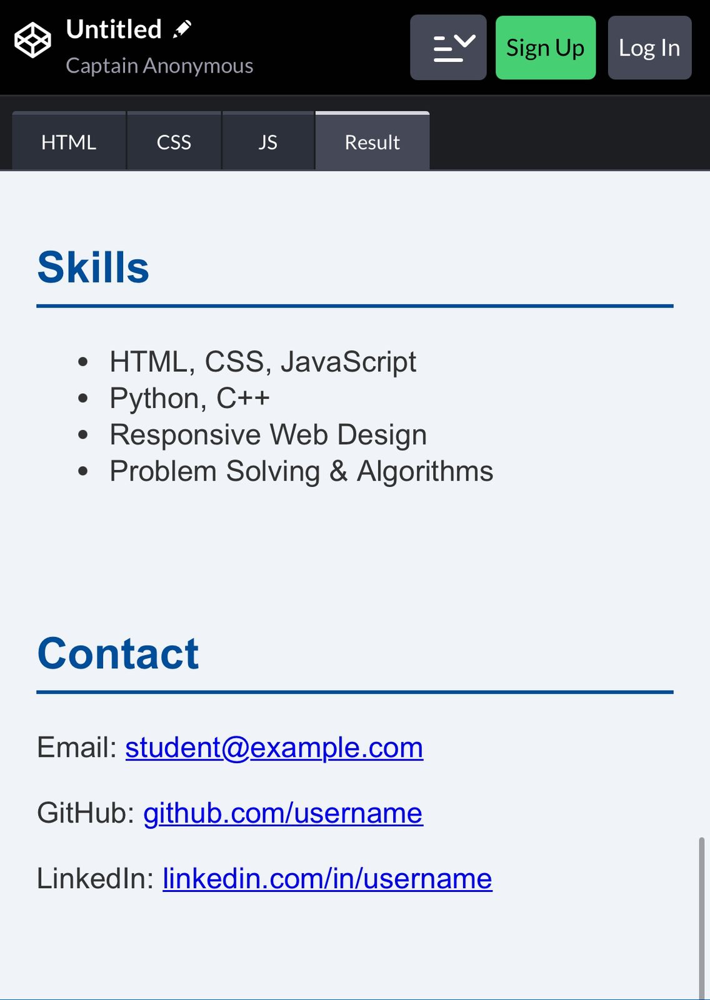 Untitled
Captain Anonymous
Sign Up
Log In
HTML
CSS
JS
Result
Skills
HTML, CSS, JavaScript
Python, C++
Responsive Web Design
Problem Solving & Algorithms
Contact
Email: student@example.com
GitHub: github.com/username
LinkedIn: linkedin.com/in/username